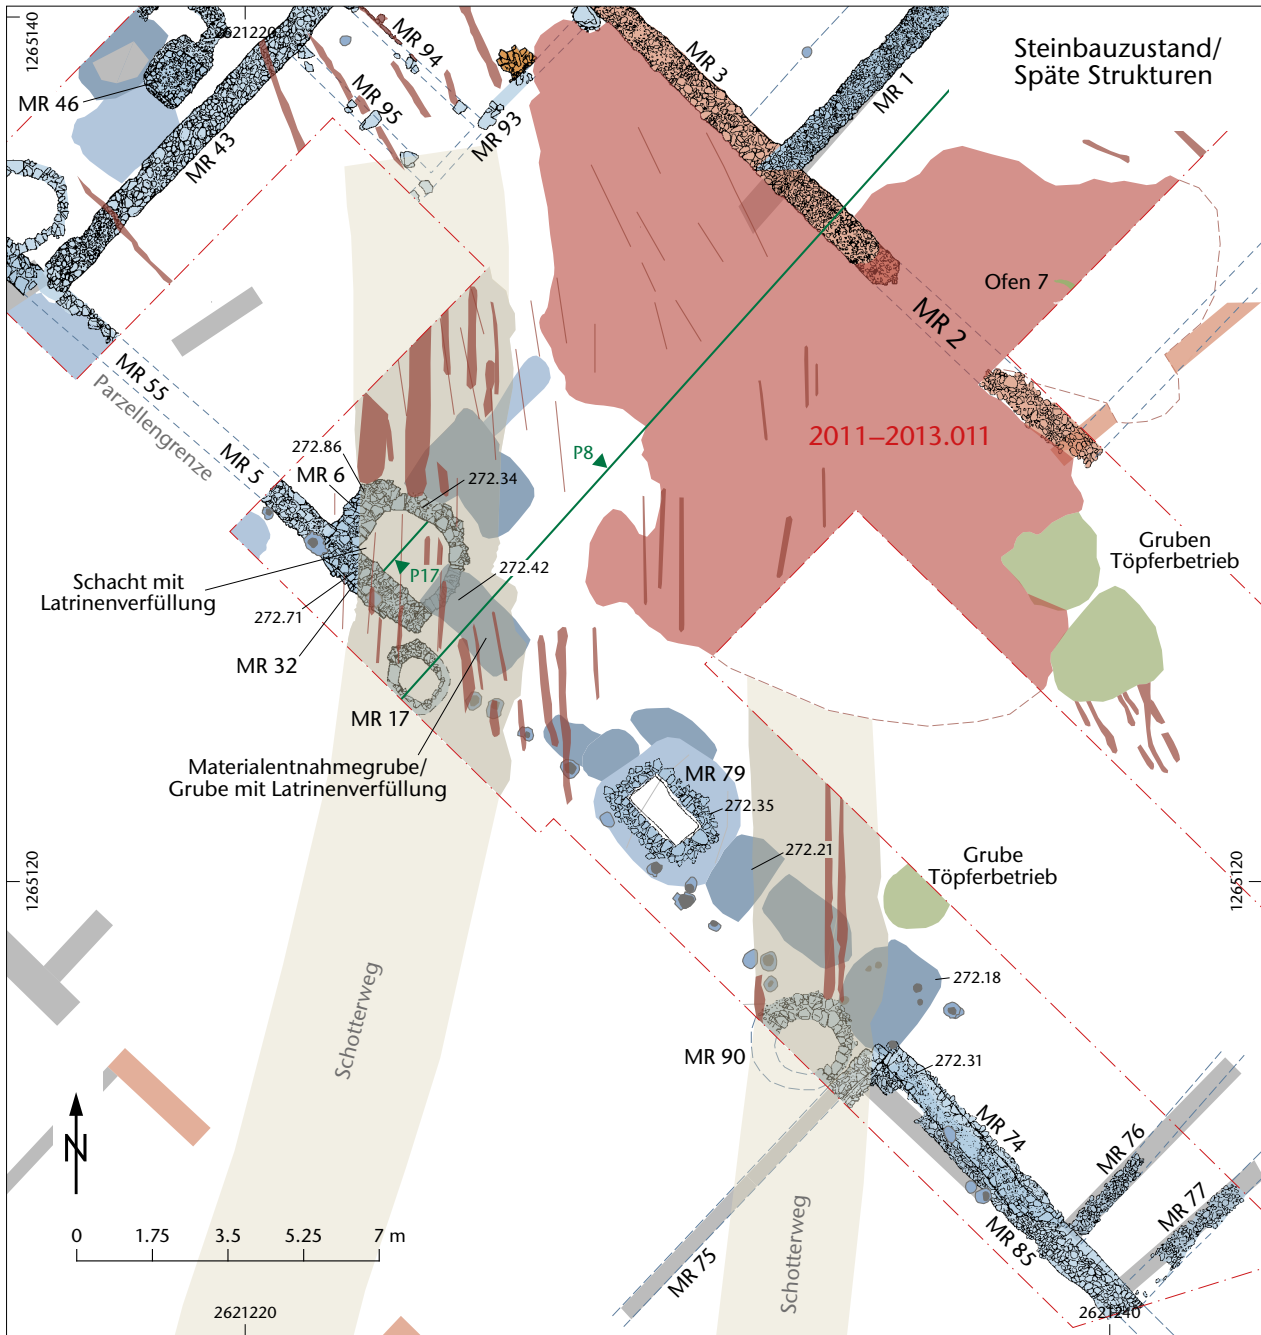 Steinbauzustand/
Späte Strukturen
1265140
2621220
MR 94
MR 3
MR 1
MR 46
MR 95
MR 93
MR 43
Ofen 7
MR 2
MR 55
Parzellengrenze
2011–2013.011
272.86
P8
MR 5
MR 6
272.34
Gruben
Töpferbetrieb
Schacht mit
Latrinenverfüllung
P17
272.42
272.71
MR 32
MR 17
Materialentnahmegrube/
Grube mit Latrinenverfüllung
MR 79
272.35
272.21
Grube
Töpferbetrieb
1265120
1265120
272.18
Schotterweg
MR 90
272.31
MR 74
MR 76
N
MR 77
0 1.75 3.5 5.25 7 m
MR 85
MR 75
Schotterweg
2621220
2621240